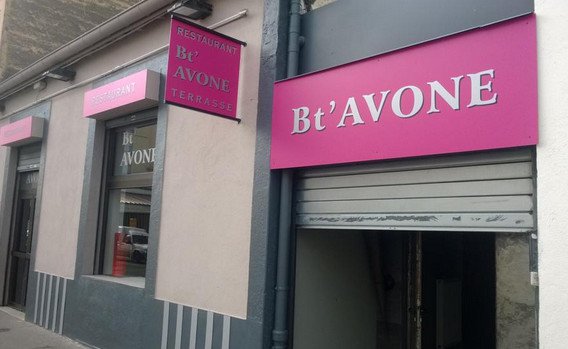 RESTAURANT
Bt'
AVONE
TERRASSE
RESTAURANT
Bt
AVONE
Bt'AVONE